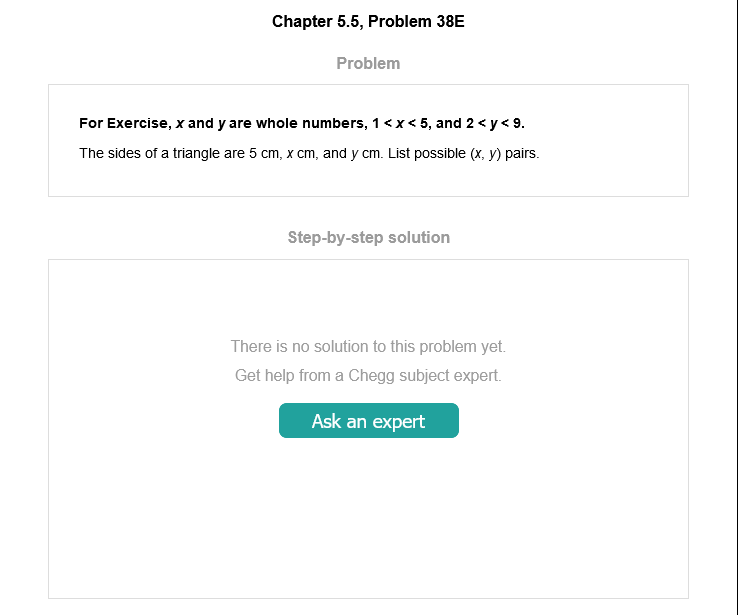 Chapter 5.5, Problem 38E
Problem
For Exercise, x and y are whole numbers, 1 < x < 5, and 2 < y < 9.
The sides of a triangle are 5 cm, x cm, and y cm. List possible (x, y) pairs.
Step-by-step solution
There is no solution to this problem yet.
Get help from a Chegg subject expert.
Ask an expert